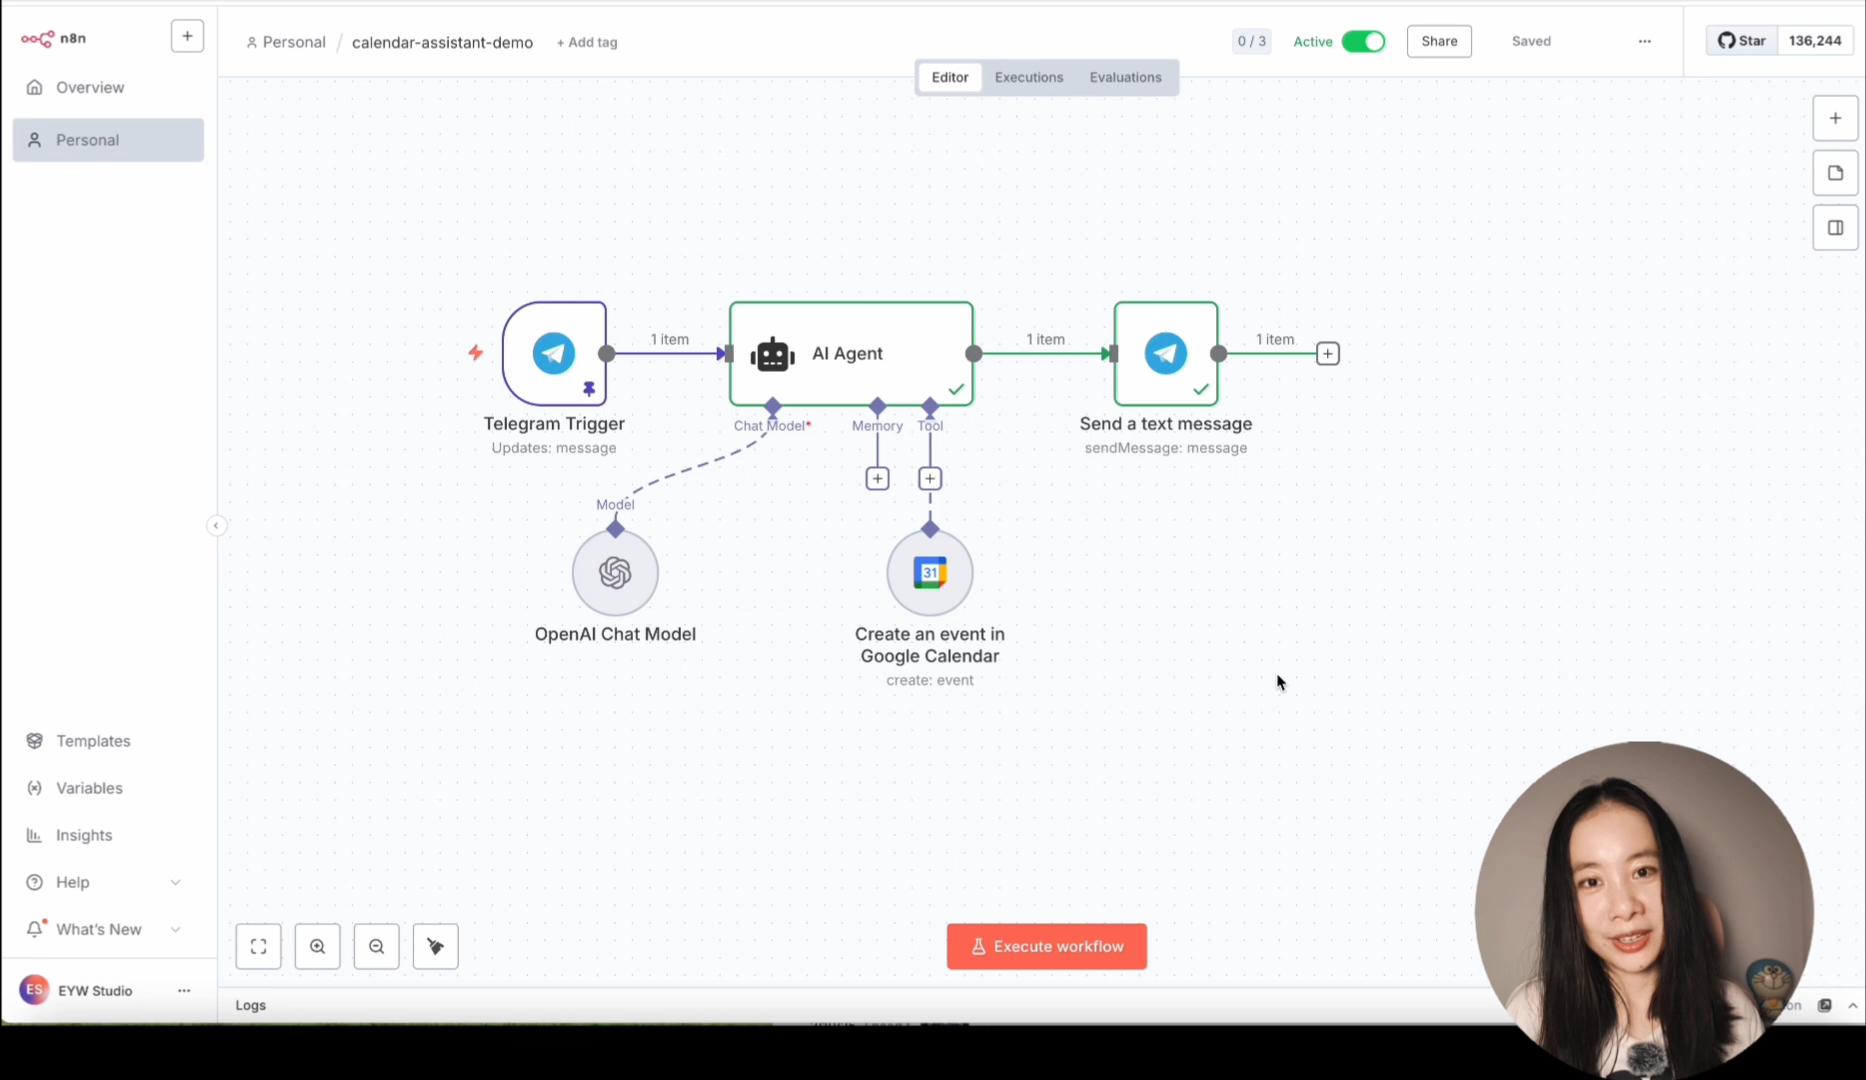 n8n
Personal / calendar-assistant-demo + Add tag
0 / 3 Active Share Saved Star 136,244
Editor Executions Evaluations
Overview
Personal
1 item
AI Agent
1 item
1 item
Telegram Trigger
Updates: message
Chat Model*
Memory
Tool
Send a text message
sendMessage: message
Model
31
OpenAI Chat Model
Create an event in
Google Calendar
create: event
Templates
Variables
Insights
Help
What's New
Execute workflow
ES EYW Studio
Logs